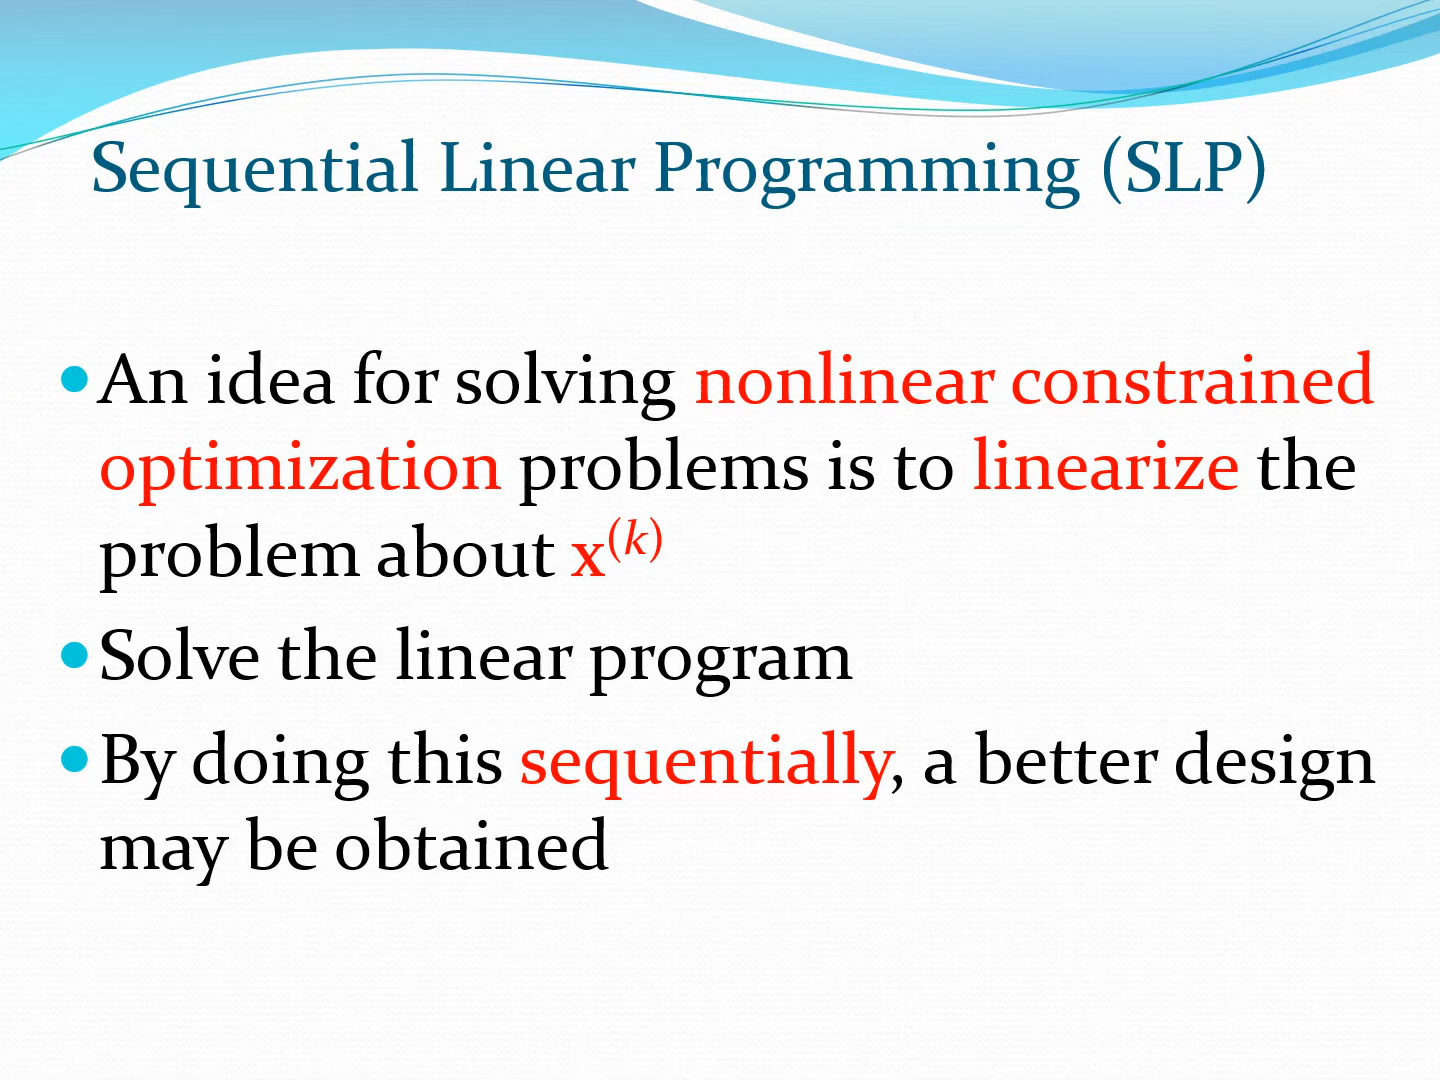 Sequential Linear Programming (SLP)
• An idea for solving nonlinear constrained
optimization problems is to linearize the
problem about x⁽ᵏ⁾
• Solve the linear program
• By doing this sequentially, a better design
may be obtained